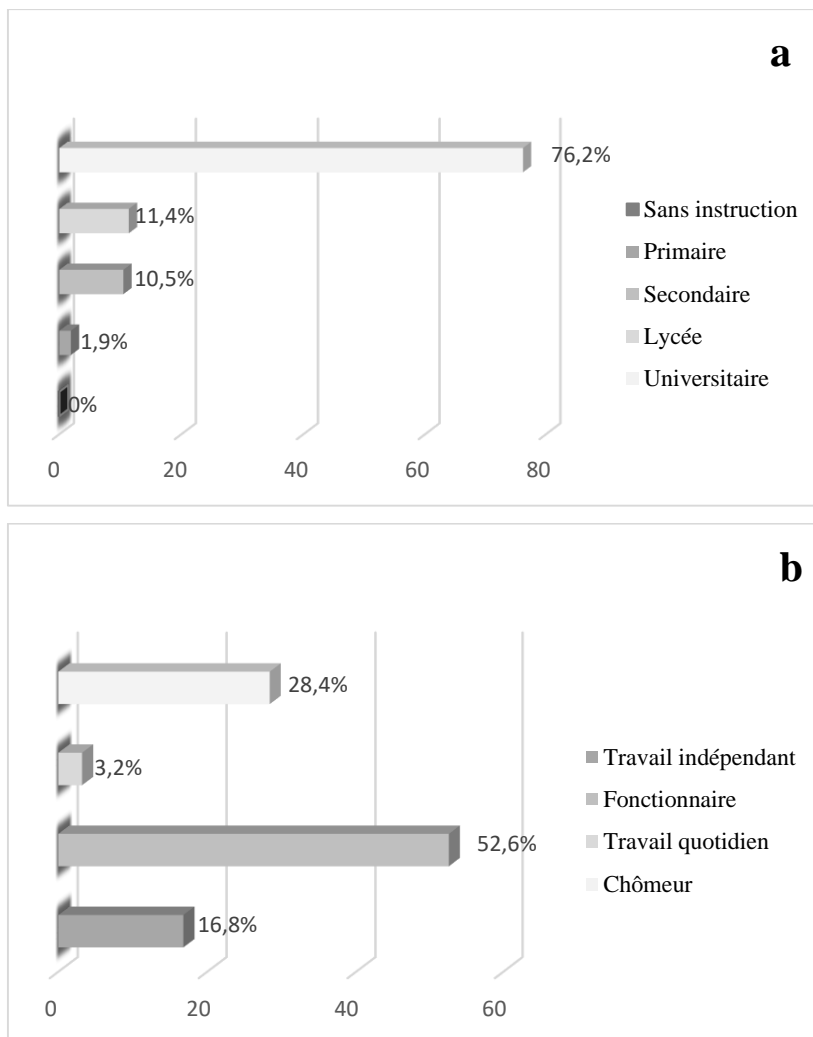 a
76,2%
11,4%
10,5%
1,9%
0%
Sans instruction
Primaire
Secondaire
Lycée
Universitaire
0 20 40 60 80
b
28,4%
3,2%
52,6%
16,8%
Travail indépendant
Fonctionnaire
Travail quotidien
Chômeur
0 20 40 60